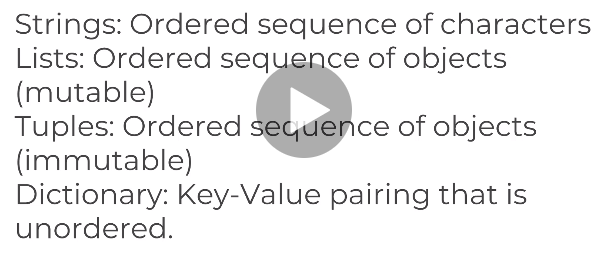 Strings: Ordered sequence of characters
Lists: Ordered sequence of objects
(mutable)
Tuples: Ordered sequence of objects
(immutable)
Dictionary: Key-Value pairing that is
unordered.